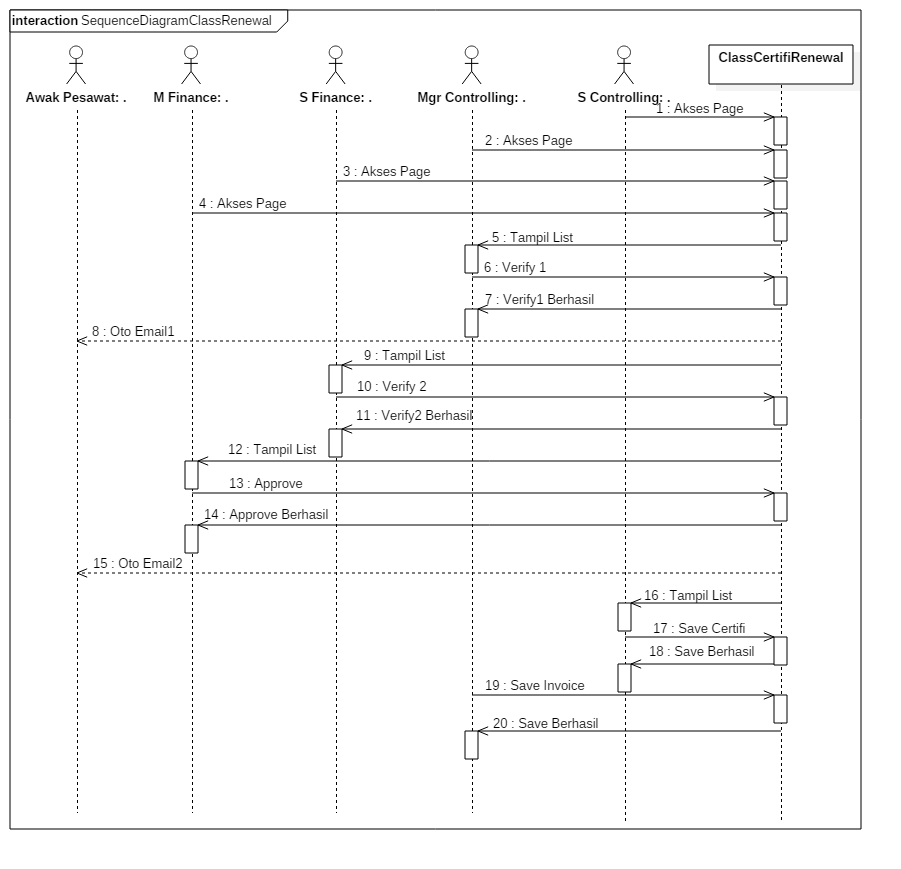 interaction SequenceDiagramClassRenewal
Awak Pesawat: .
M Finance: .
S Finance: .
Mgr Controlling: .
S Controlling: .
ClassCertifiRenewal
1 : Akses Page
2 : Akses Page
3 : Akses Page
4 : Akses Page
5 : Tampil List
6 : Verify 1
7 : Verify1 Berhasil
8 : Oto Email1
9 : Tampil List
10 : Verify 2
11 : Verify2 Berhasil
12 : Tampil List
13 : Approve
14 : Approve Berhasil
15 : Oto Email2
16 : Tampil List
17 : Save Certifi
18 : Save Berhasil
19 : Save Invoice
20 : Save Berhasil